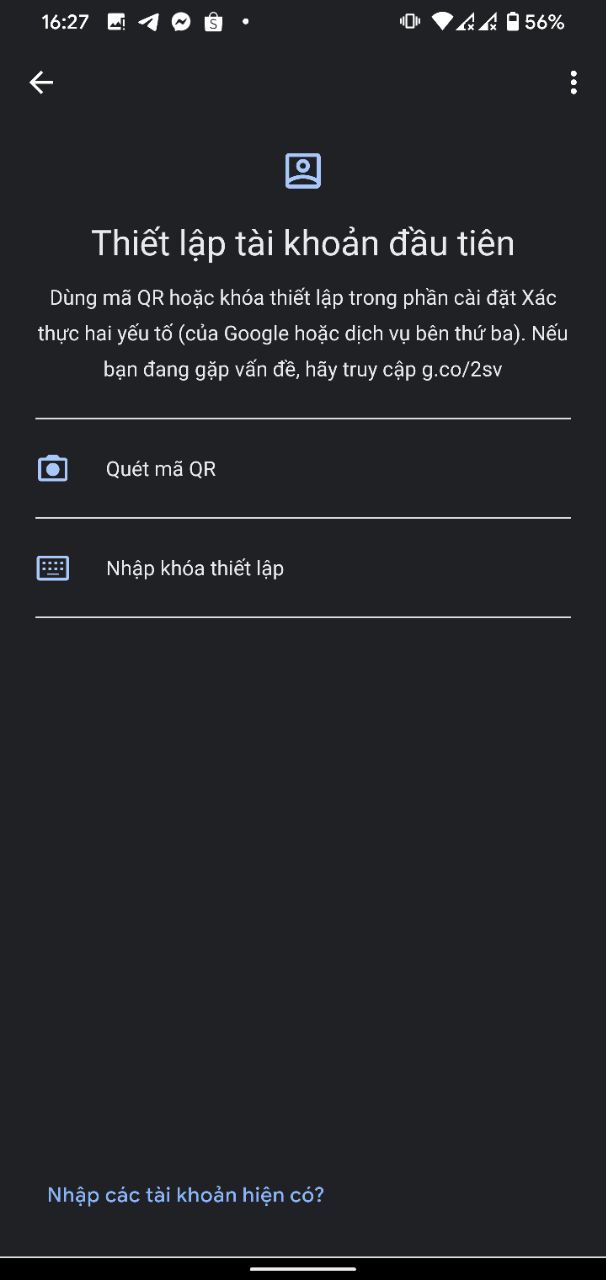 16:27 56%
Thiết lập tài khoản đầu tiên
Dùng mã QR hoặc khóa thiết lập trong phần cài đặt Xác
thực hai yếu tố (của Google hoặc dịch vụ bên thứ ba). Nếu
bạn đang gặp vấn đề, hãy truy cập g.co/2sv
Quét mã QR
Nhập khóa thiết lập
Nhập các tài khoản hiện có?